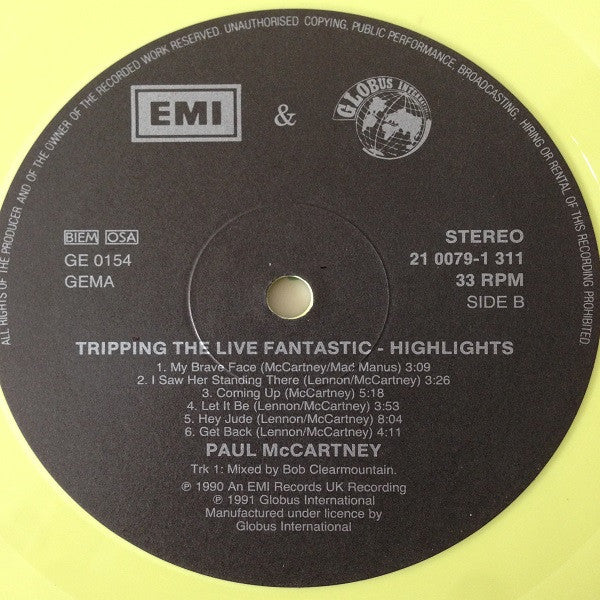 ALL RIGHTS OF THE PRODUCER AND OF THE OWNER OF THE RECORDED WORK RESERVED. UNAUTHORISED COPYING, PUBLIC PERFORMANCE, BROADCASTING, HIRING OR RENTAL OF THIS RECORDING PROHIBITED.
EMI & GLOBUS INTERNATIONAL
BIEM OSA
GE 0154
GEMA
STEREO
21 0079-1 311
33 RPM
SIDE B
TRIPPING THE LIVE FANTASTIC - HIGHLIGHTS
1. My Brave Face (McCartney/Mac Manus) 3:09
2. I Saw Her Standing There (Lennon/McCartney) 3:26
3. Coming Up (McCartney) 5:18
4. Let It Be (Lennon/McCartney) 3:53
5. Hey Jude (Lennon/McCartney) 8:04
6. Get Back (Lennon/McCartney) 4:11
PAUL McCARTNEY
Trk 1: Mixed by Bob Clearmountain.
℗ 1990 An EMI Records UK Recording
℗ 1991 Globus International
Manufactured under licence by
Globus International